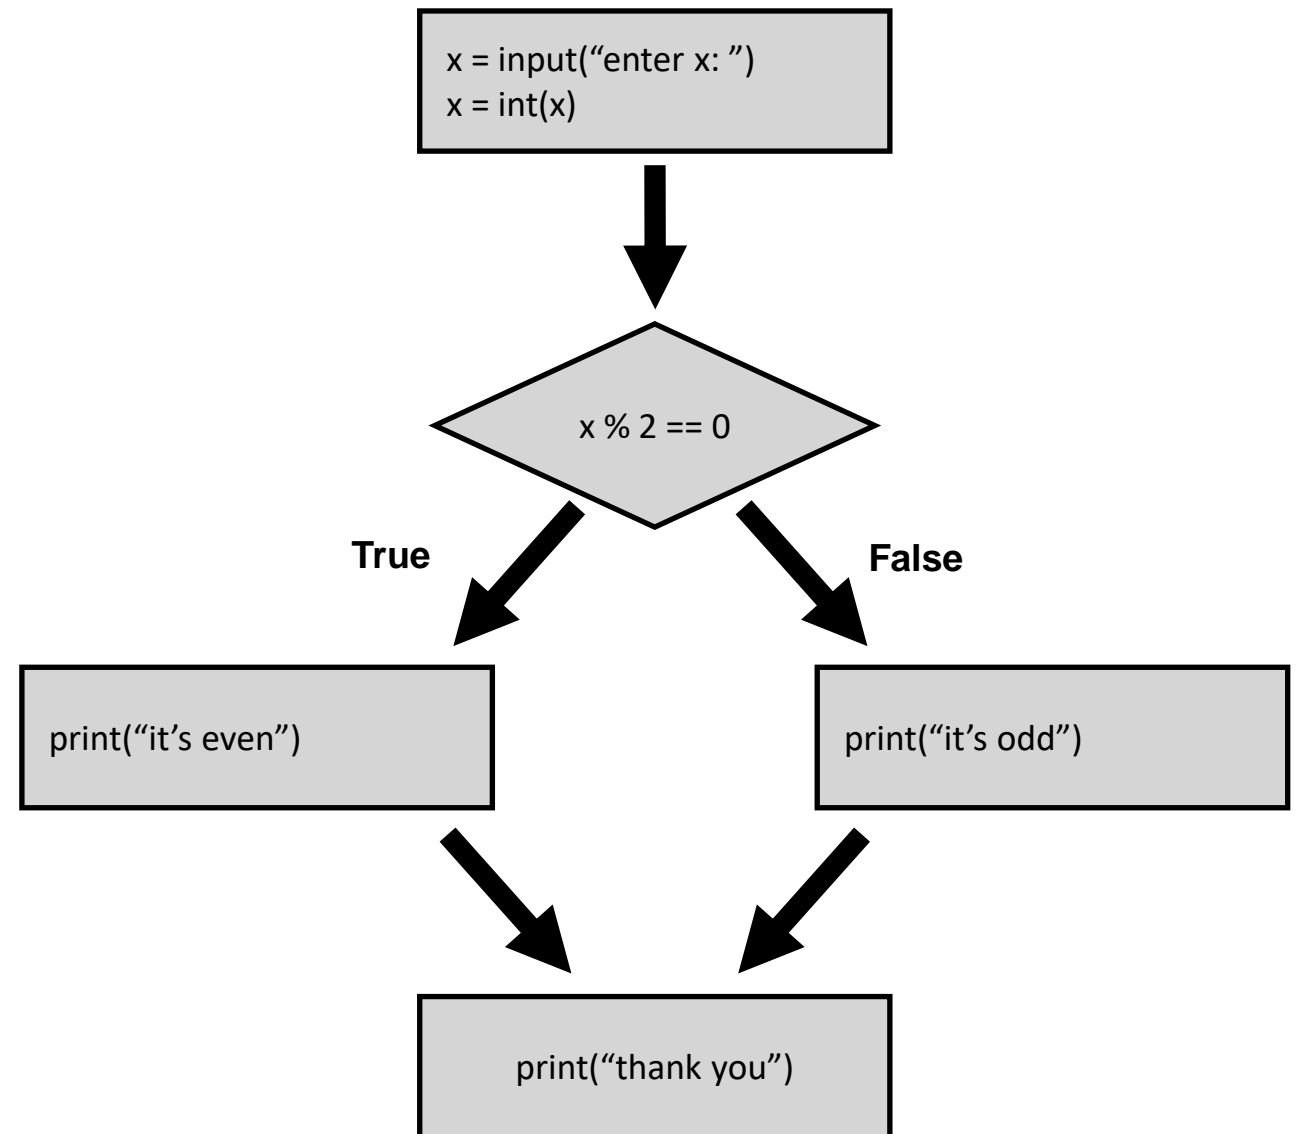 x = input(“enter x: ”)
x = int(x)
x % 2 == 0
True
False
print(“it’s even”)
print(“it’s odd”)
print(“thank you”)